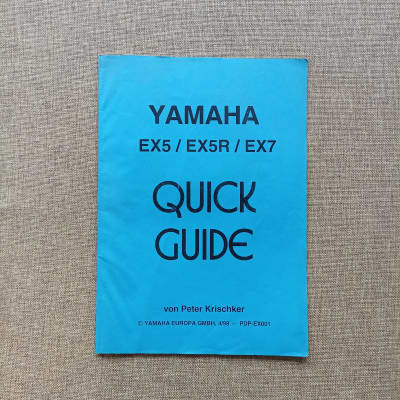 YAMAHA
EX5 / EX5R / EX7
QUICK
GUIDE
von Peter Krischker
© YAMAHA EUROPA GMBH, 4/98 - PDP-EX001